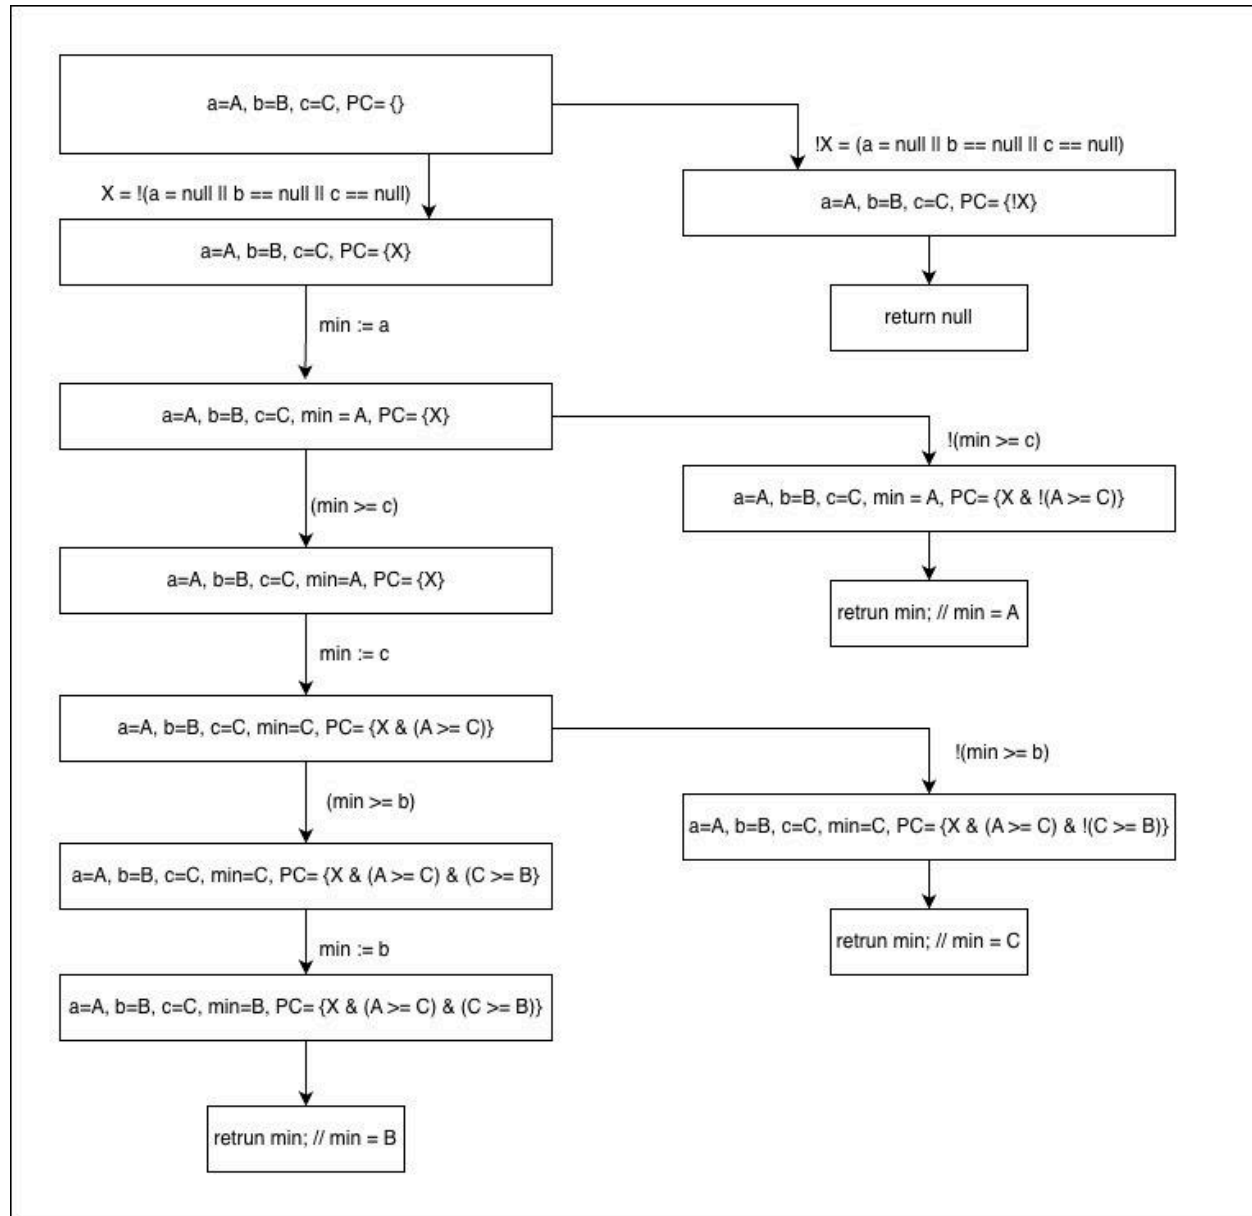 a=A, b=B, c=C, PC= {}
!X = (a = null || b == null || c == null)
X = !(a = null || b == null || c == null)
a=A, b=B, c=C, PC= {!X}
a=A, b=B, c=C, PC= {X}
return null
min := a
a=A, b=B, c=C, min = A, PC= {X}
!(min >= c)
a=A, b=B, c=C, min = A, PC= {X & !(A >= C)}
(min >= c)
a=A, b=B, c=C, min=A, PC= {X}
retrun min; // min = A
min := c
a=A, b=B, c=C, min=C, PC= {X & (A >= C)}
!(min >= b)
(min >= b)
a=A, b=B, c=C, min=C, PC= {X & (A >= C) & !(C >= B)}
a=A, b=B, c=C, min=C, PC= {X & (A >= C) & (C >= B}
retrun min; // min = C
min := b
a=A, b=B, c=C, min=B, PC= {X & (A >= C) & (C >= B)}
retrun min; // min = B